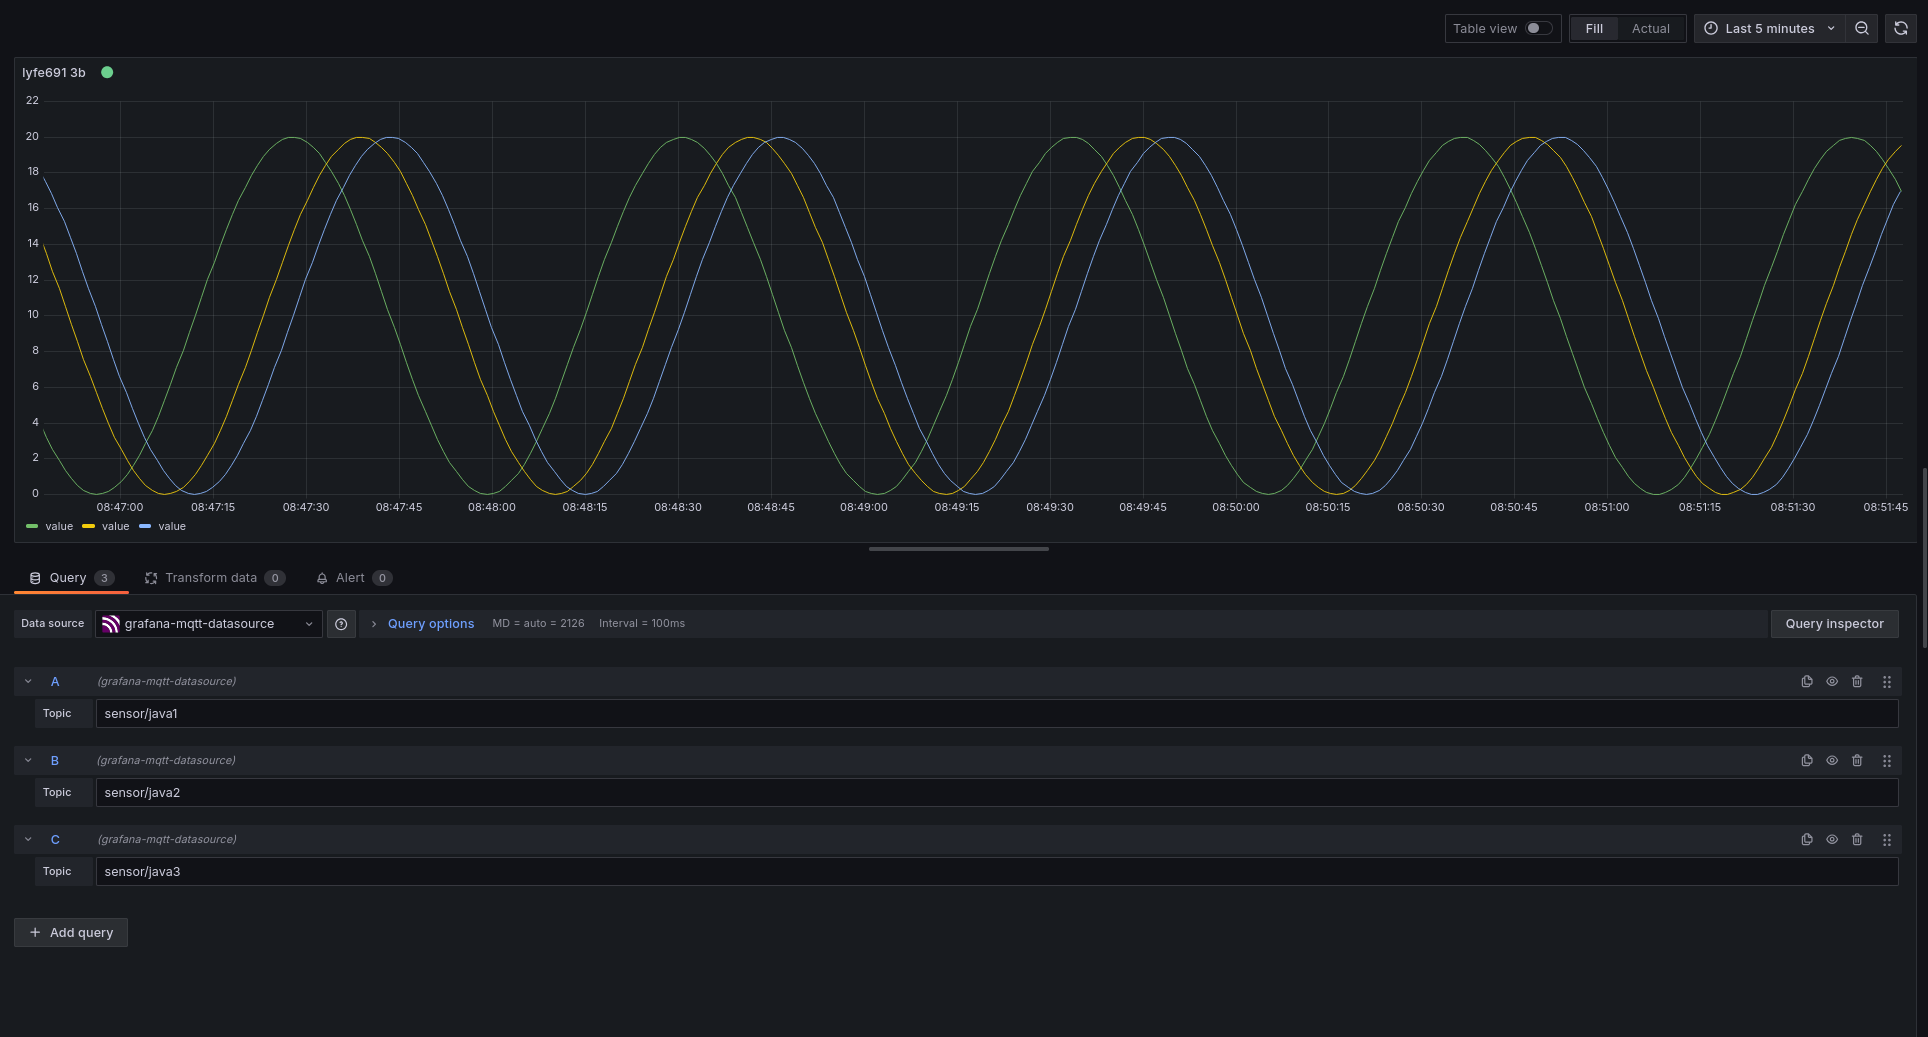 Table view Fill Actual Last 5 minutes
lyfe691 3b
22
20
18
16
14
12
10
8
6
4
2
0
08:47:00 08:47:15 08:47:30 08:47:45 08:48:00 08:48:15 08:48:30 08:48:45 08:49:00 08:49:15 08:49:30 08:49:45 08:50:00 08:50:15 08:50:30 08:50:45 08:51:00 08:51:15 08:51:30 08:51:45
value value value
Query 3 Transform data 0 Alert 0
Data source grafana-mqtt-datasource Query options MD = auto = 2126 Interval = 100ms Query inspector
A (grafana-mqtt-datasource)
Topic sensor/java1
B (grafana-mqtt-datasource)
Topic sensor/java2
C (grafana-mqtt-datasource)
Topic sensor/java3
+ Add query